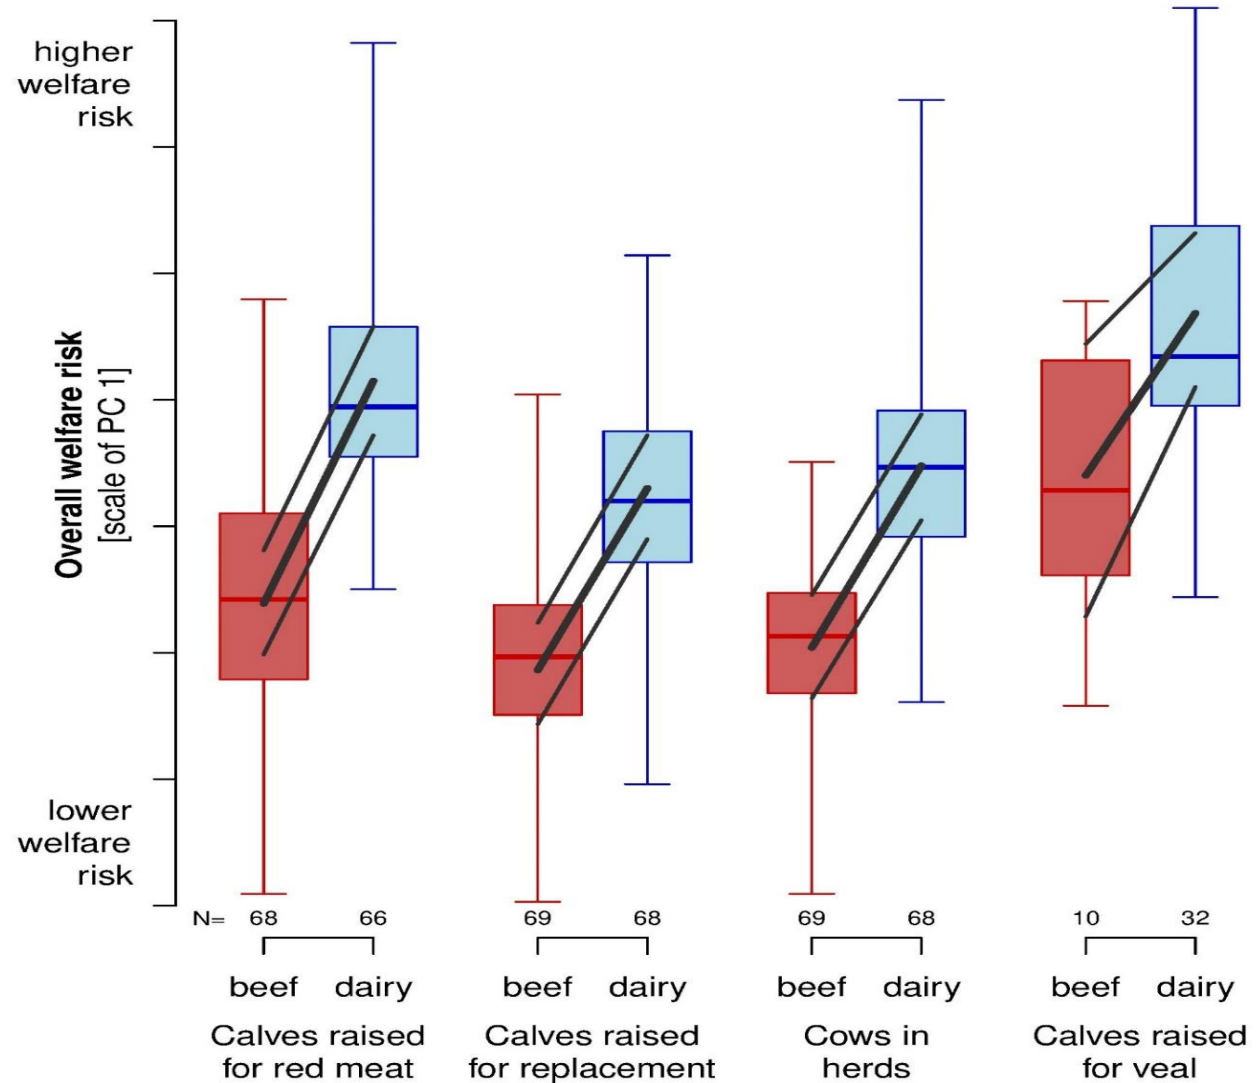 higher
welfare
risk
Overall welfare risk
[scale of PC 1]
lower
welfare
risk
N= 68 66 69 68 69 68 10 32
beef dairy beef dairy beef dairy beef dairy
Calves raised Calves raised Cows in Calves raised
for red meat for replacement herds for veal